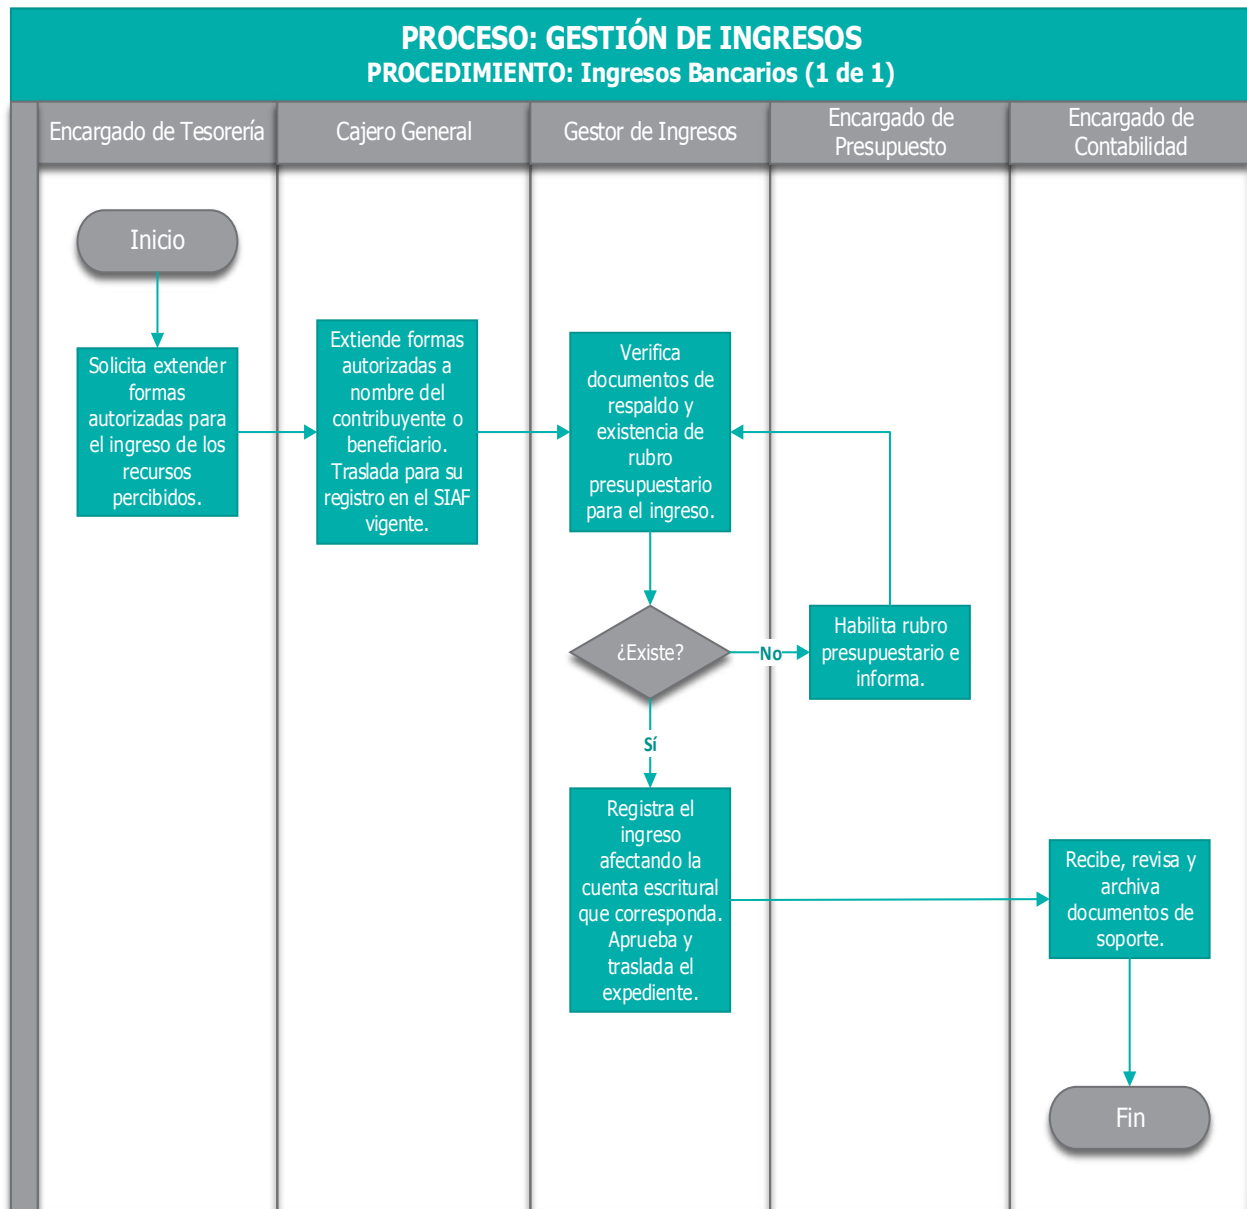 PROCESO: GESTIÓN DE INGRESOS
PROCEDIMIENTO: Ingresos Bancarios (1 de 1)
Encargado de Tesorería
Cajero General
Gestor de Ingresos
Encargado de
Presupuesto
Encargado de
Contabilidad
Inicio
Solicita extender
formas
autorizadas para
el ingreso de los
recursos
percibidos.
Extiende formas
autorizadas a
nombre del
contribuyente o
beneficiario.
Traslada para su
registro en el SIAF
vigente.
Verifica
documentos de
respaldo y
existencia de
rubro
presupuestario
para el ingreso.
¿Existe?
No
Habilita rubro
presupuestario e
informa.
Sí
Registra el
ingreso
afectando la
cuenta escritural
que corresponda.
Aprueba y
traslada el
expediente.
Recibe, revisa y
archiva
documentos de
soporte.
Fin